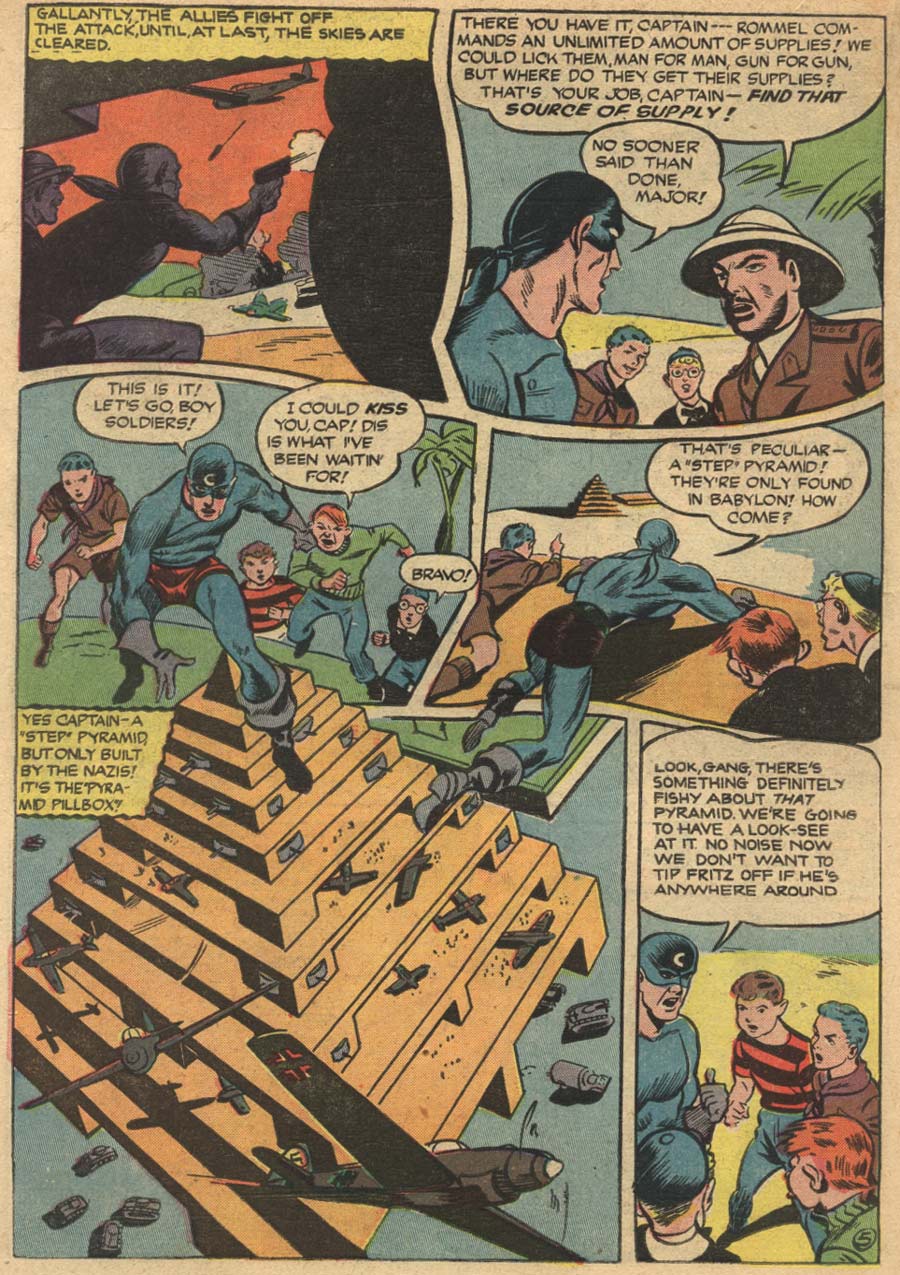 GALLANTLY, THE ALLIES FIGHT OFF
THE ATTACK, UNTIL, AT LAST, THE SKIES ARE
CLEARED.
THERE YOU HAVE IT, CAPTAIN--- ROMMEL COM-
MANDS AN UNLIMITED AMOUNT OF SUPPLIES! WE
COULD LICK THEM, MAN FOR MAN, GUN FOR GUN,
BUT WHERE DO THEY GET THEIR SUPPLIES?
THAT'S YOUR JOB, CAPTAIN— FIND THAT
SOURCE OF SUPPLY!
NO SOONER
SAID THAN
DONE,
MAJOR!
THIS IS IT!
LET'S GO, BOY
SOLDIERS!
I COULD KISS
YOU, CAP! DIS
IS WHAT I'VE
BEEN WAITIN'
FOR!
BRAVO!
THAT'S PECULIAR—
A "STEP" PYRAMID!
THEY'RE ONLY FOUND
IN BABYLON! HOW
COME?
YES CAPTAIN—A
"STEP" PYRAMID,
BUT ONLY BUILT
BY THE NAZIS!
IT'S THE "PYRA-
MID PILLBOX"!
LOOK, GANG, THERE'S
SOMETHING DEFINITELY
FISHY ABOUT THAT
PYRAMID. WE'RE GOING
TO HAVE A LOOK-SEE
AT IT. NO NOISE NOW
WE DON'T WANT TO
TIP FRITZ OFF IF HE'S
ANYWHERE AROUND
C
5